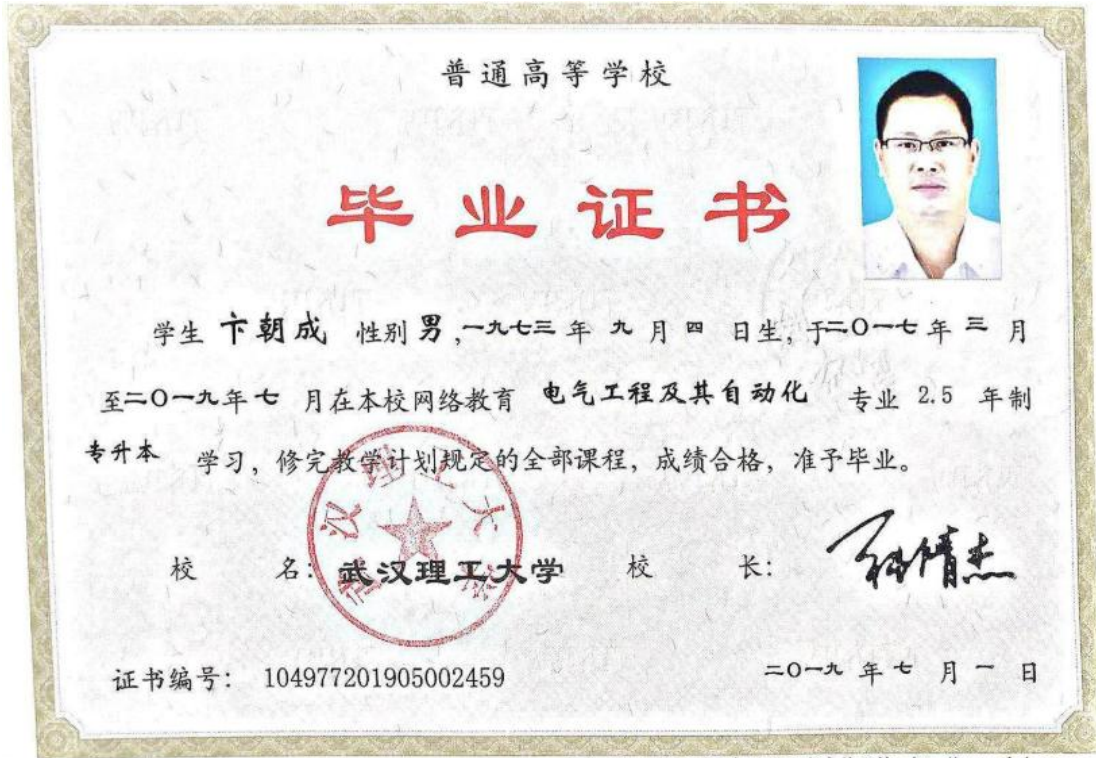 普通高等学校
毕业证书
学生 卞朝成 性别 男,一九七三年 九 月 四 日生, 于二〇一七年 三 月
至二〇一九年七 月在本校网络教育 电气工程及其自动化 专业 2.5 年制
专升本 学习, 修完教学计划规定的全部课程, 成绩合格, 准予毕业。
武汉理工大学
校 名: 武汉理工大学 校 长:
证书编号: 104977201905002459 二〇一九 年 七 月 一 日